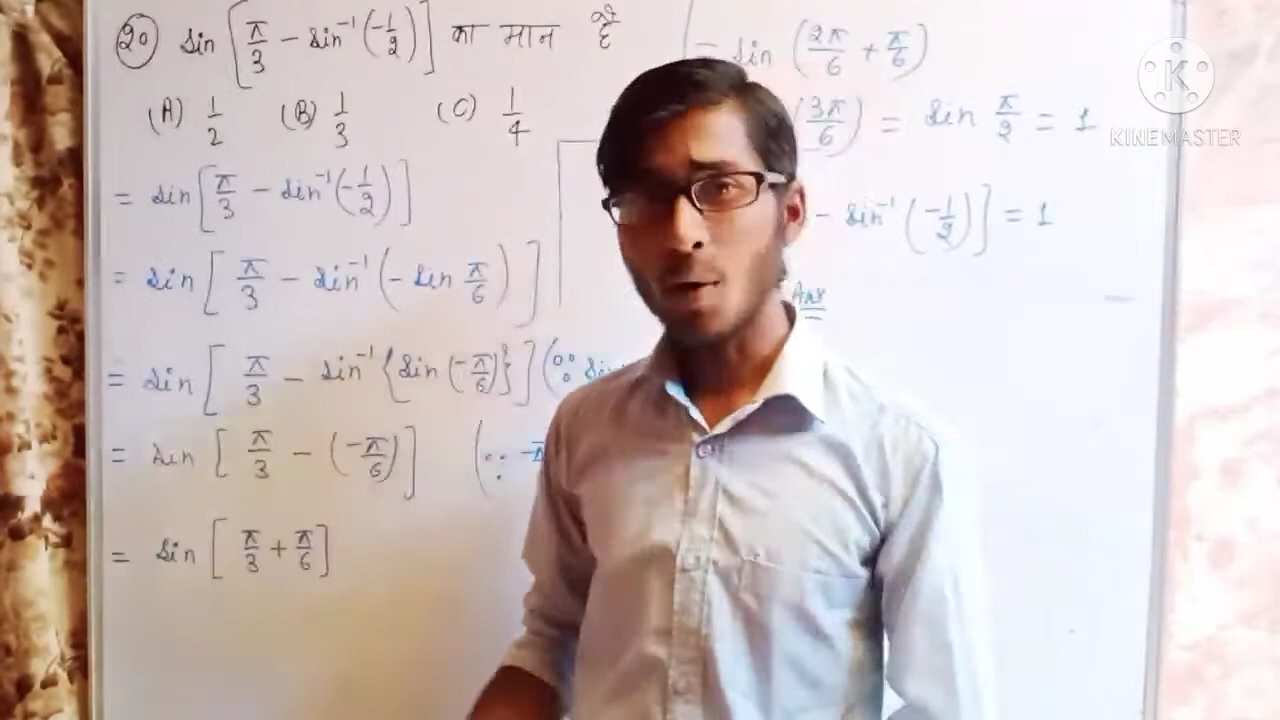 20) sin [π/3 - sin⁻¹(-1/2)] का मान है
(A) 1/2 (B) 1/3 (C) 1/4
= sin [π/3 - sin⁻¹(-1/2)]
= sin [π/3 - sin⁻¹(- sin π/6)]
= sin [π/3 - sin⁻¹{sin (-π/6)}] (∵ sin
= sin [π/3 - (-π/6)] (∵ -π
= sin [π/3 + π/6]
= sin (2π/6 + π/6)
(3π/6) = sin π/2 = 1
- sin⁻¹(-1/2)] = 1
Ans
KINEMASTER